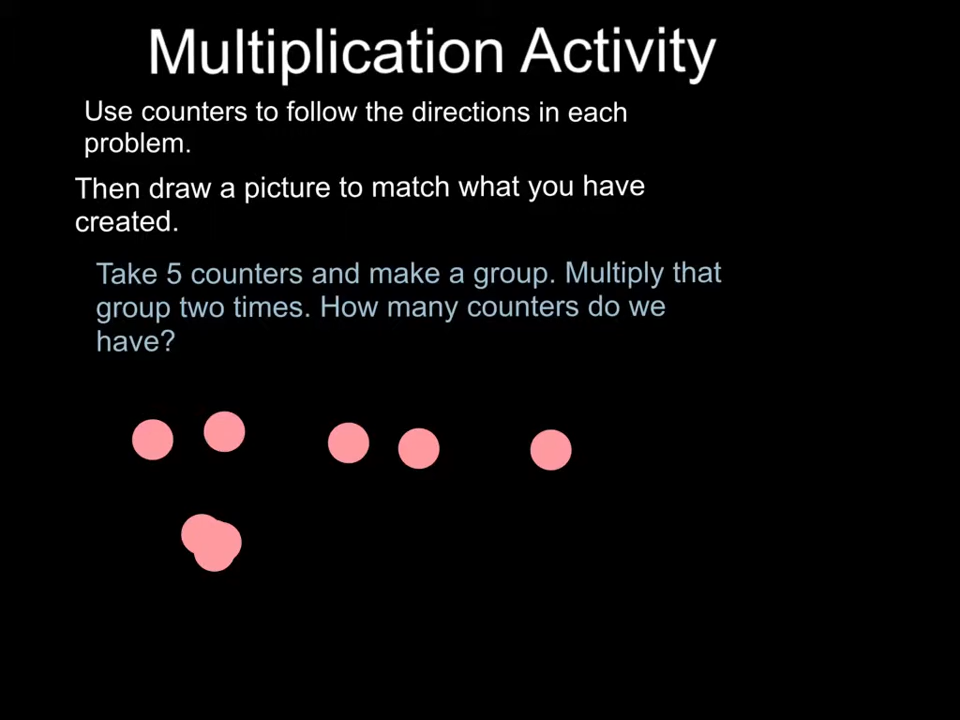 Multiplication Activity
Use counters to follow the directions in each
problem.
Then draw a picture to match what you have
created.
Take 5 counters and make a group. Multiply that
group two times. How many counters do we
have?